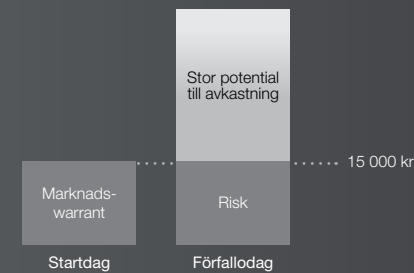 Stor potential
till avkastning
15 000 kr
Marknads-
warrant
Risk
Startdag
Förfallodag